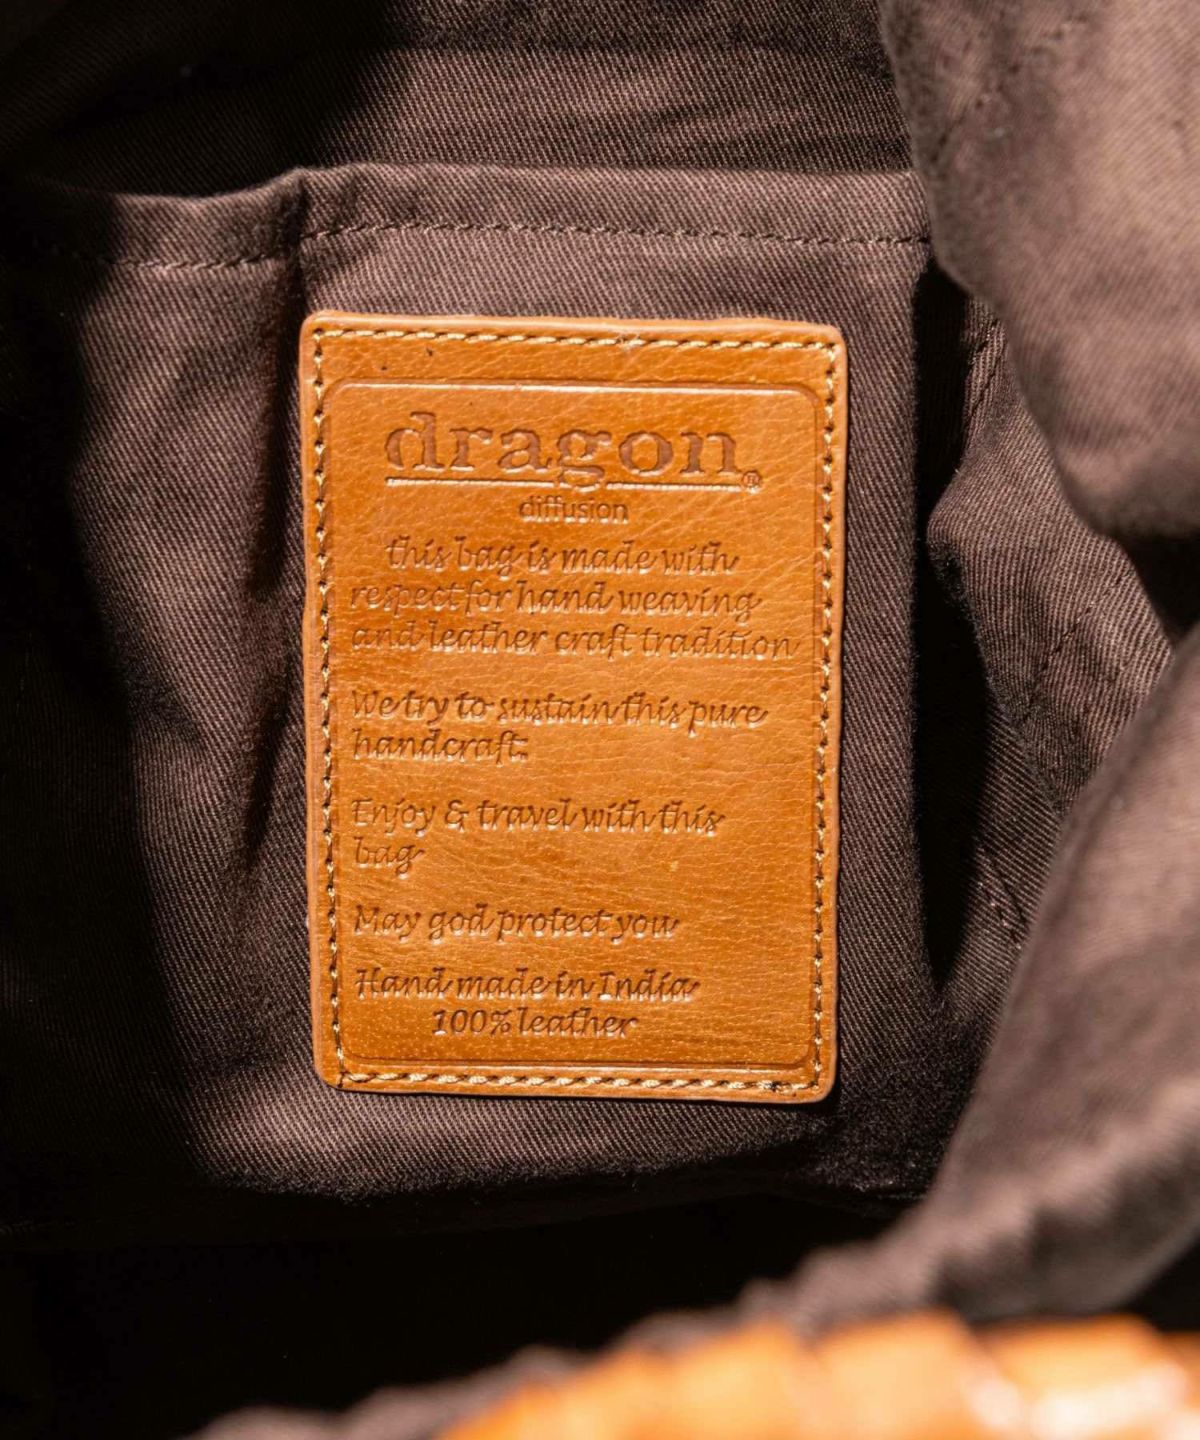 dragon®
diffusion
this bag is made with
respect for hand weaving
and leather craft tradition
We try to sustain this pure
handcraft:
Enjoy & travel with this
bag
May god protect you
Hand made in India
100% leather